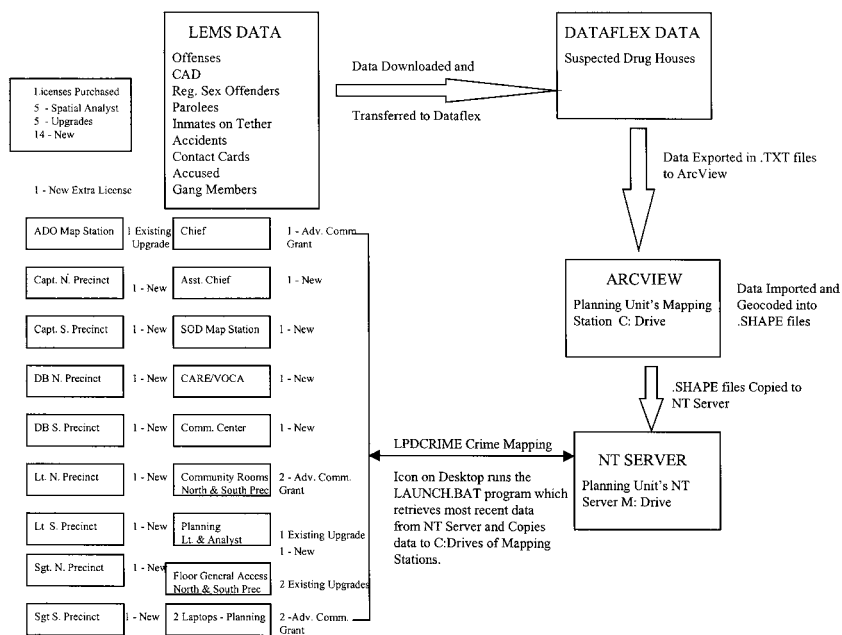 LEMS DATA
Offenses
CAD
Reg. Sex Offenders
Parolees
Inmates on Tether
Accidents
Contact Cards
Accused
Gang Members
Data Downloaded and
Transferred to Dataflex
DATAFLEX DATA
Suspected Drug Houses
Licenses Purchased
5 - Spatial Analyst
5 - Upgrades
14 - New
1 - New Extra License
Data Exported in .TXT files
to ArcView
ARCVIEW
Planning Unit's Mapping
Station C: Drive
Data Imported and
Geocoded into
.SHAPE files
.SHAPE files Copied to
NT Server
NT SERVER
Planning Unit's NT
Server M: Drive
LPDCRIME Crime Mapping
Icon on Desktop runs the
LAUNCH.BAT program which
retrieves most recent data
from NT Server and Copies
data to C:Drives of Mapping
Stations.
ADO Map Station
1 Existing
Upgrade
Chief
1 - Adv. Comm.
Grant
Capt. N. Precinct
1 - New
Asst. Chief
1 - New
Capt. S. Precinct
1 - New
SOD Map Station
1 - New
DB N. Precinct
1 - New
CARE/VOCA
1 - New
DB S. Precinct
1 - New
Comm. Center
1 - New
Lt. N. Precinct
1 - New
Community Rooms
North & South Prec
2 - Adv. Comm.
Grant
Lt S. Precinct
1 - New
Planning
Lt. & Analyst
1 Existing Upgrade
1 - New
Sgt. N. Precinct
1 - New
Floor General Access
North & South Prec
2 Existing Upgrades
Sgt S. Precinct
1 - New
2 Laptops - Planning
2 -Adv. Comm.
Grant